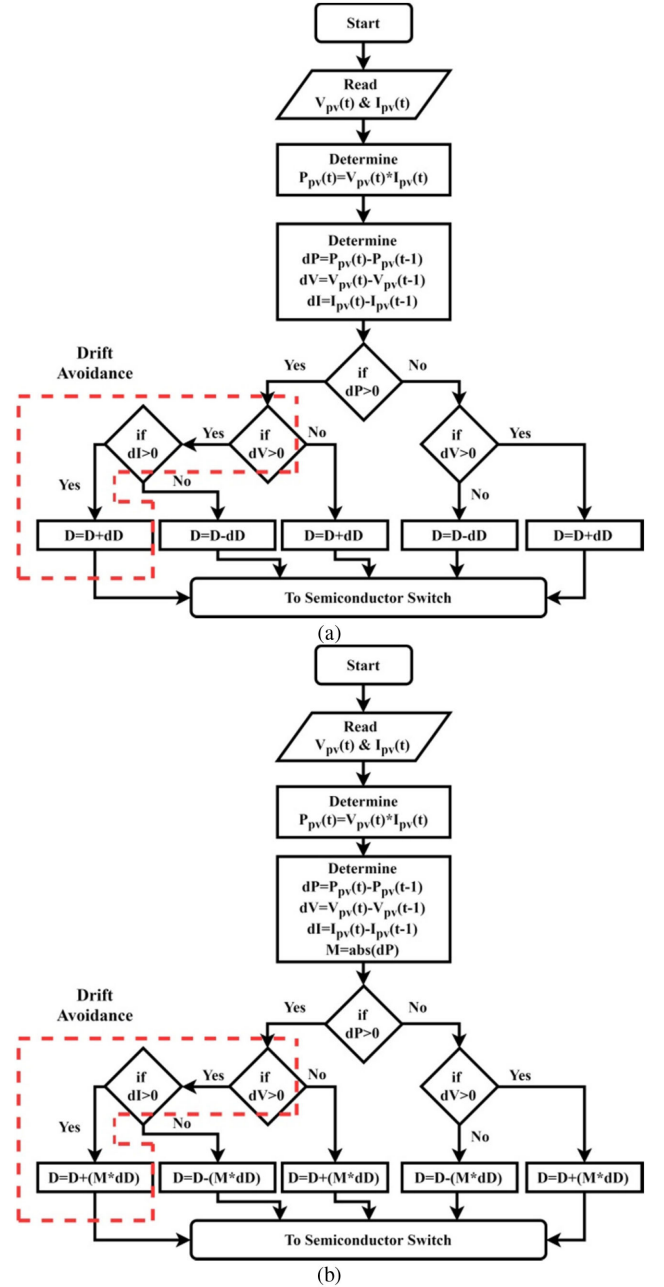 Start
Read
Vpv(t) & Ipv(t)
Determine
Ppv(t)=Vpv(t)*Ipv(t)
Determine
dP=Ppv(t)-Ppv(t-1)
dV=Vpv(t)-Vpv(t-1)
dI=Ipv(t)-Ipv(t-1)
Drift
Avoidance
Yes
if
dP>0
No
if
dI>0
Yes
if
dV>0
No
if
dV>0
Yes
Yes
No
No
D=D+dD
D=D-dD
D=D+dD
D=D-dD
D=D+dD
To Semiconductor Switch
(a)
Start
Read
Vpv(t) & Ipv(t)
Determine
Ppv(t)=Vpv(t)*Ipv(t)
Determine
dP=Ppv(t)-Ppv(t-1)
dV=Vpv(t)-Vpv(t-1)
dI=Ipv(t)-Ipv(t-1)
M=abs(dP)
Drift
Avoidance
Yes
if
dP>0
No
if
dI>0
Yes
if
dV>0
No
if
dV>0
Yes
Yes
No
No
D=D+(M*dD)
D=D-(M*dD)
D=D+(M*dD)
D=D-(M*dD)
D=D+(M*dD)
To Semiconductor Switch
(b)